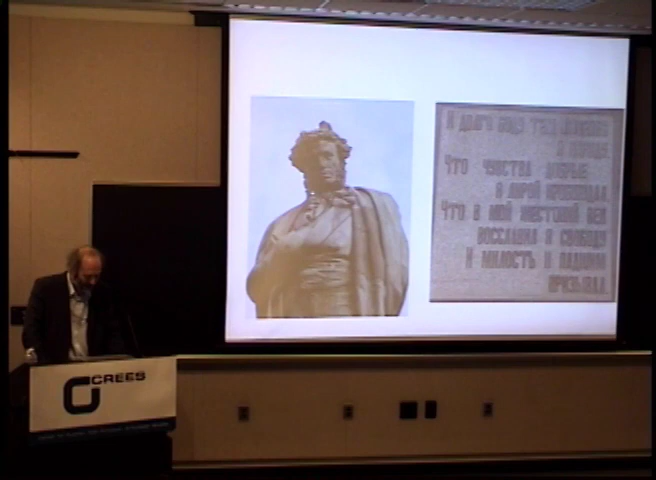 И ДОЛГО БУДУ ТЕМ ЛЮБЕЗЕН
Я НАРОДУ,
ЧТО ЧУВСТВА ДОБРЫЕ
Я ЛИРОЙ ПРОБУЖДАЛ,
ЧТО В МОЙ ЖЕСТОКИЙ ВЕК
ВОССЛАВИЛ Я СВОБОДУ
И МИЛОСТЬ К ПАДШИМ
ПРИЗЫВАЛ.
CREES